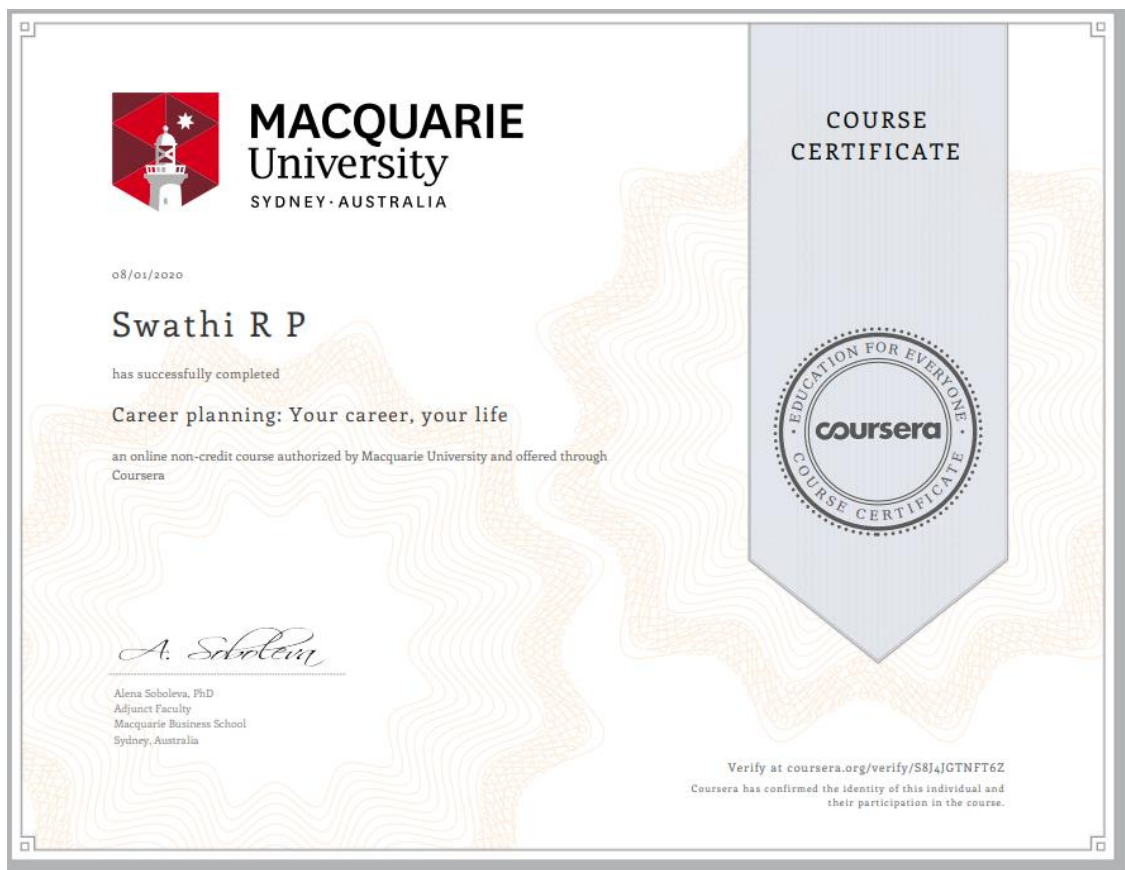 MACQUARIE
University
SYDNEY·AUSTRALIA
COURSE
CERTIFICATE
08/01/2020
Swathi R P
has successfully completed
Career planning: Your career, your life
an online non-credit course authorized by Macquarie University and offered through
Coursera
EDUCATION FOR EVERYONE
coursera
COURSE CERTIFICATE
A. Soboleva
Alena Soboleva, PhD
Adjunct Faculty
Macquarie Business School
Sydney, Australia
Verify at coursera.org/verify/S8J4JGTNFT6Z
Coursera has confirmed the identity of this individual and
their participation in the course.